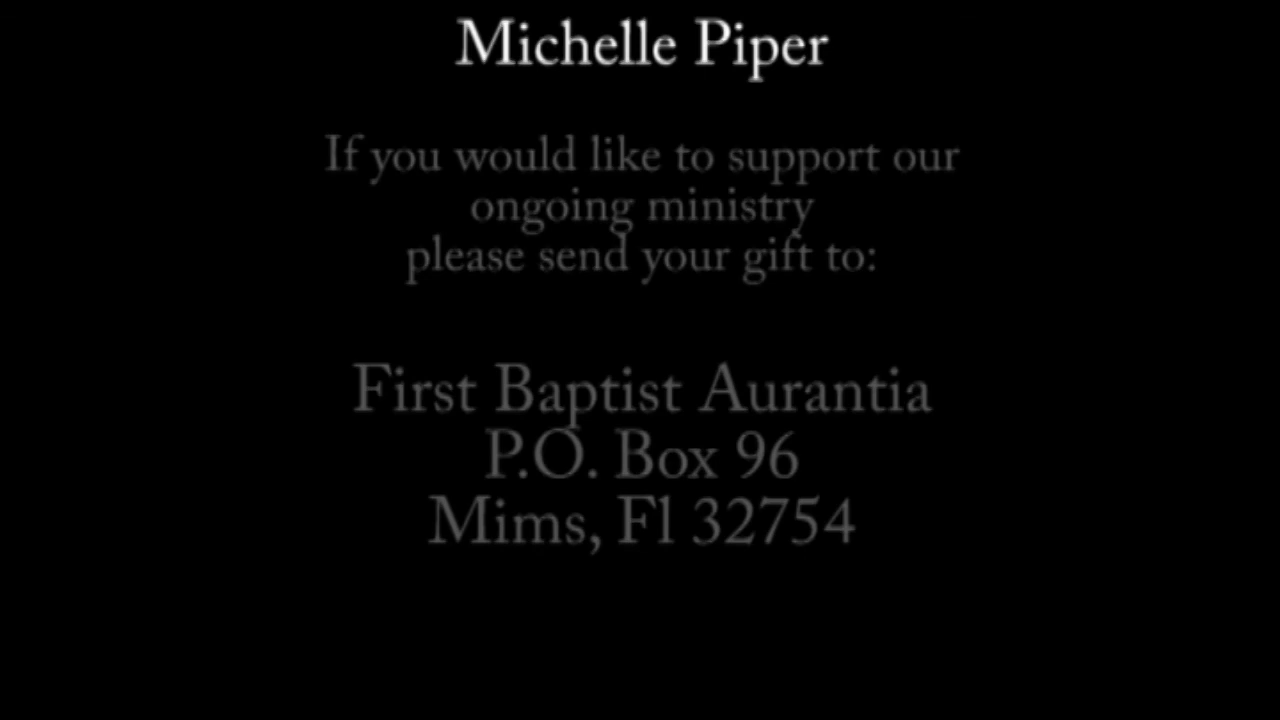 Michelle Piper
If you would like to support our
ongoing ministry
please send your gift to:
First Baptist Aurantia
P.O. Box 96
Mims, Fl 32754